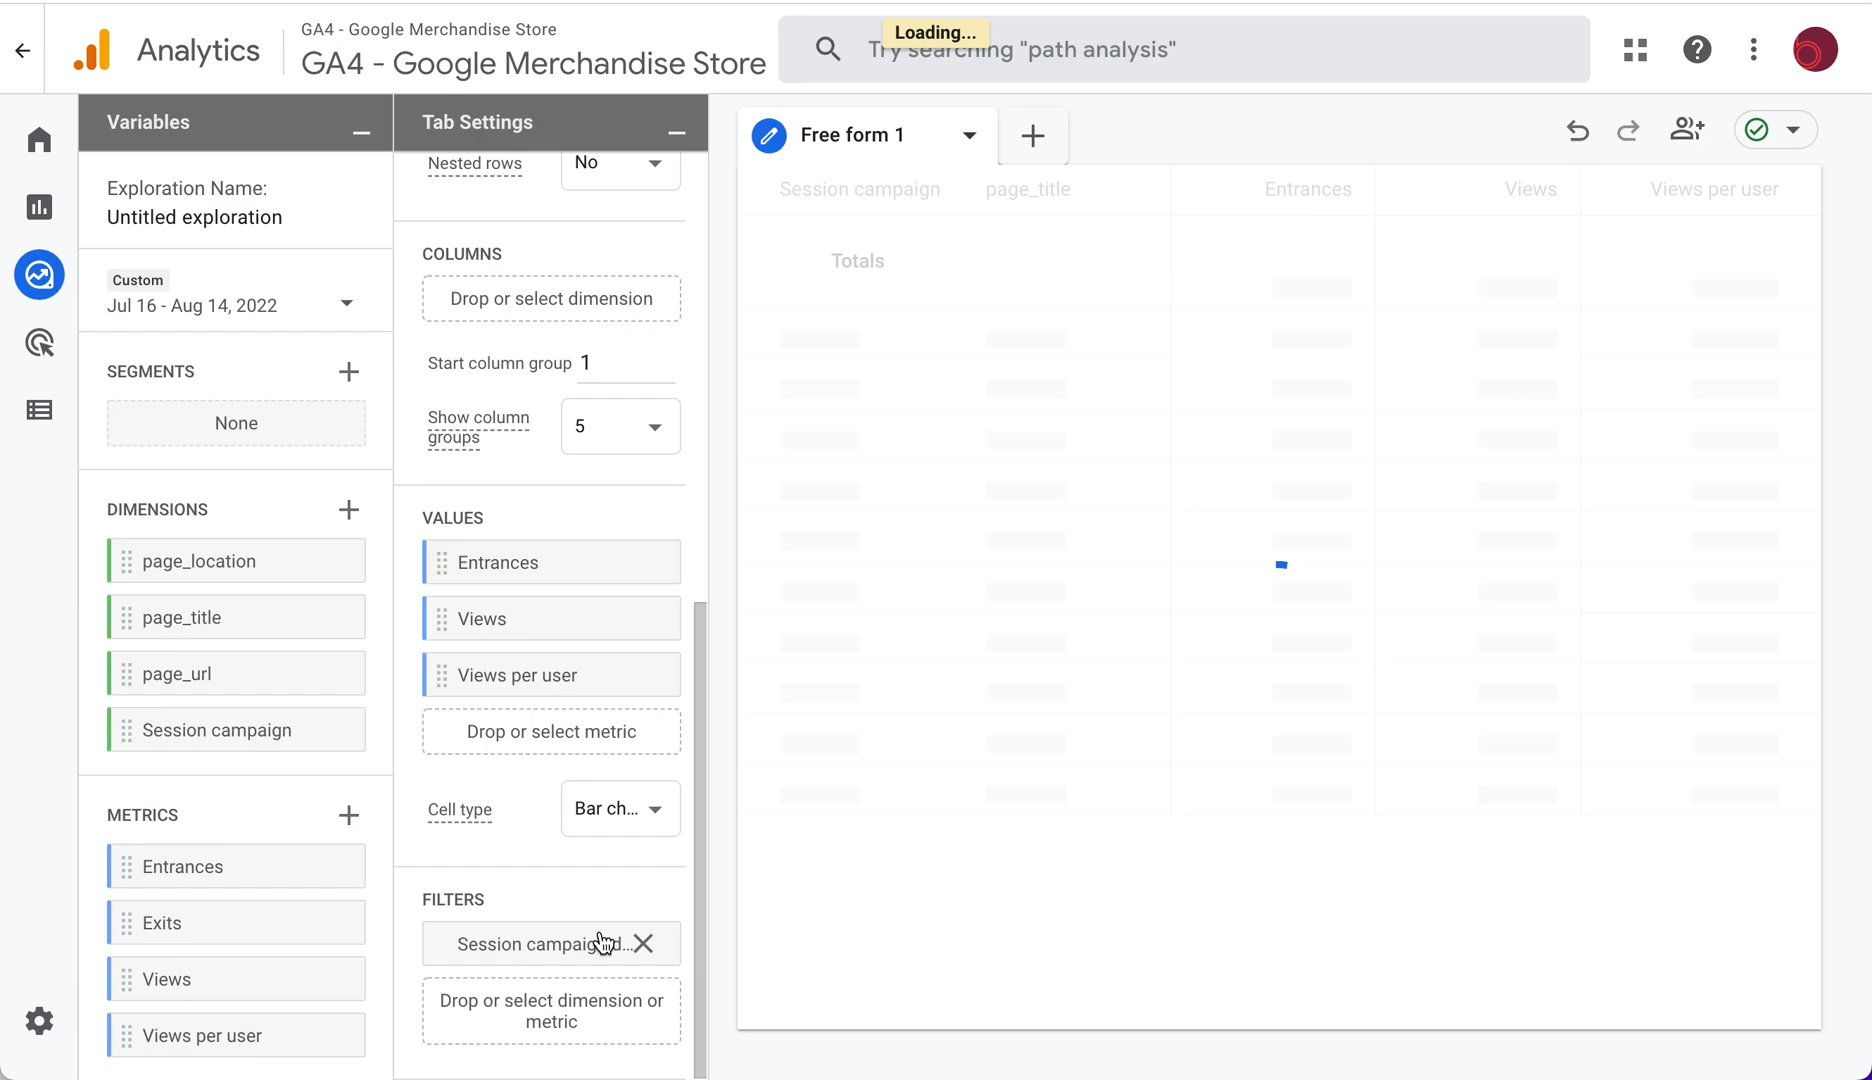 Analytics
GA4 - Google Merchandise Store
GA4 - Google Merchandise Store
Loading...
Try searching "path analysis"
Variables
Exploration Name:
Untitled exploration
Custom
Jul 16 - Aug 14, 2022
SEGMENTS
None
DIMENSIONS
page_location
page_title
page_url
Session campaign
METRICS
Entrances
Exits
Views
Views per user
Tab Settings
Nested rows No
COLUMNS
Drop or select dimension
Start column group 1
Show column
groups
5
VALUES
Entrances
Views
Views per user
Drop or select metric
Cell type Bar ch...
FILTERS
Session campaign d...
Drop or select dimension or
metric
Free form 1
Session campaign page_title Entrances Views Views per user
Totals